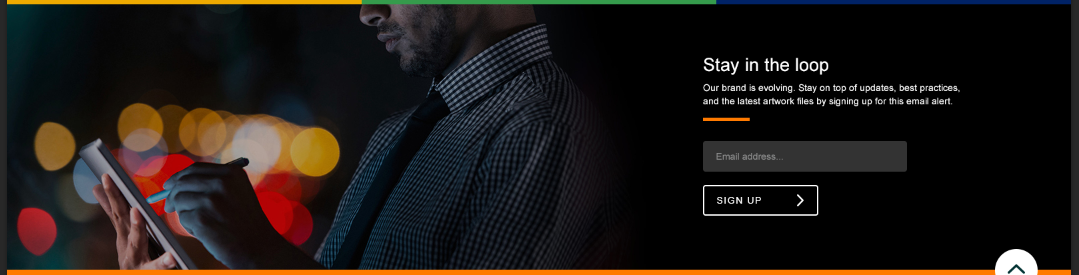 Stay in the loop
Our brand is evolving. Stay on top of updates, best practices,
and the latest artwork files by signing up for this email alert.
Email address...
SIGN UP